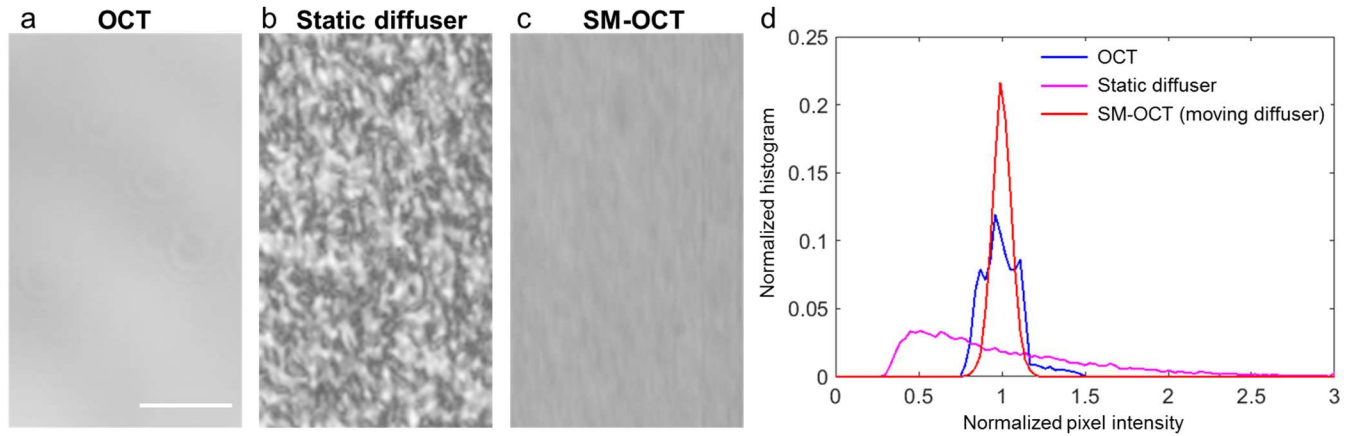 a OCT
b Static diffuser
c SM-OCT
d
0.25
0.2
0.15
0.1
0.05
0
Normalized histogram
OCT
Static diffuser
SM-OCT (moving diffuser)
0 0.5 1 1.5 2 2.5 3
Normalized pixel intensity